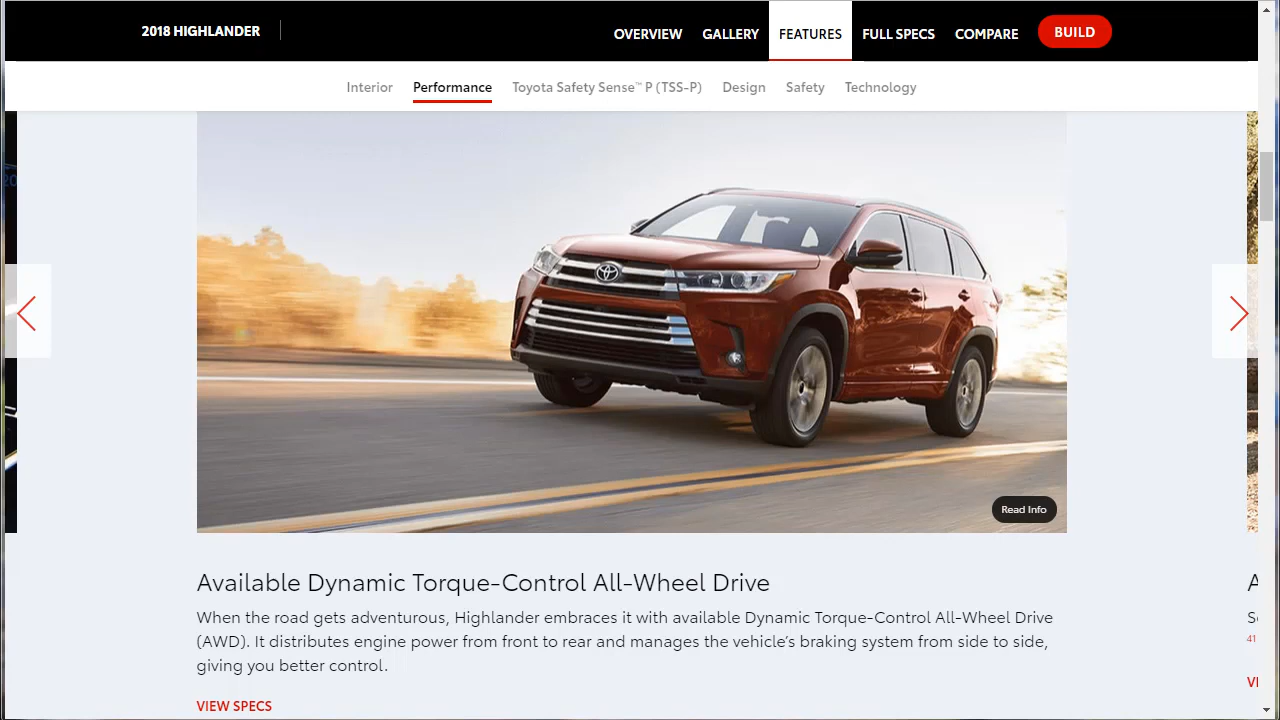 2018 HIGHLANDER
OVERVIEW GALLERY FEATURES FULL SPECS COMPARE BUILD
Interior Performance Toyota Safety Sense™ P (TSS-P) Design Safety Technology
Read Info
Available Dynamic Torque-Control All-Wheel Drive
When the road gets adventurous, Highlander embraces it with available Dynamic Torque-Control All-Wheel Drive
(AWD). It distributes engine power from front to rear and manages the vehicle’s braking system from side to side,
giving you better control.
VIEW SPECS
41